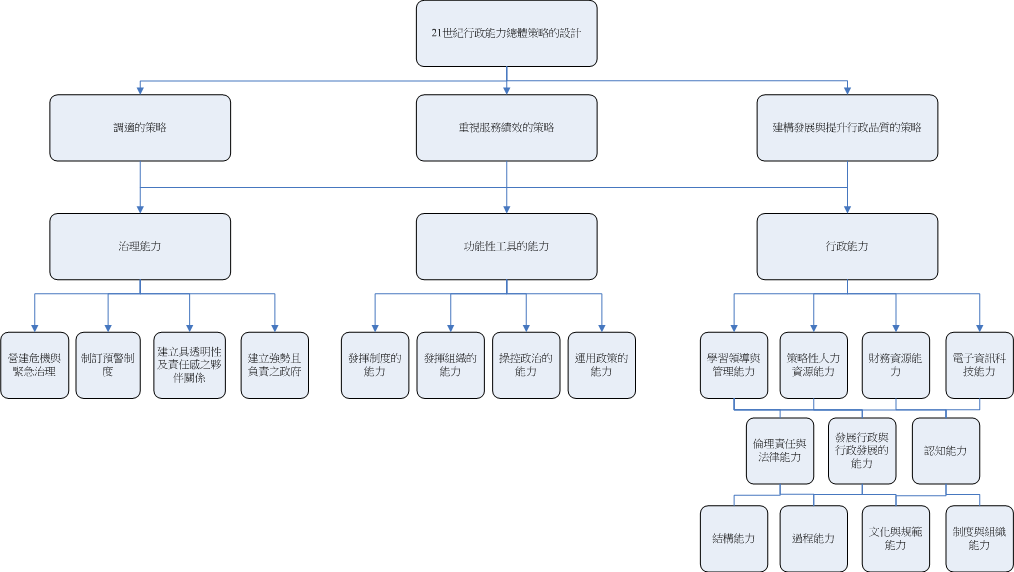 21世紀行政能力總體策略的設計
調適的策略
重視服務績效的策略
建構發展與提升行政品質的策略
治理能力
功能性工具的能力
行政能力
營建危機與
緊急治理
制訂預警制
度
建立具透明性
及責任感之夥
伴關係
建立強勢且
負責之政府
發揮制度的
能力
發揮組織的
能力
操控政治的
能力
運用政策的
能力
學習領導與
管理能力
策略性人力
資源能力
財務資源能
力
電子資訊科
技能力
倫理責任與
法律能力
發展行政與
行政發展的
能力
認知能力
結構能力
過程能力
文化與規範
能力
制度與組織
能力